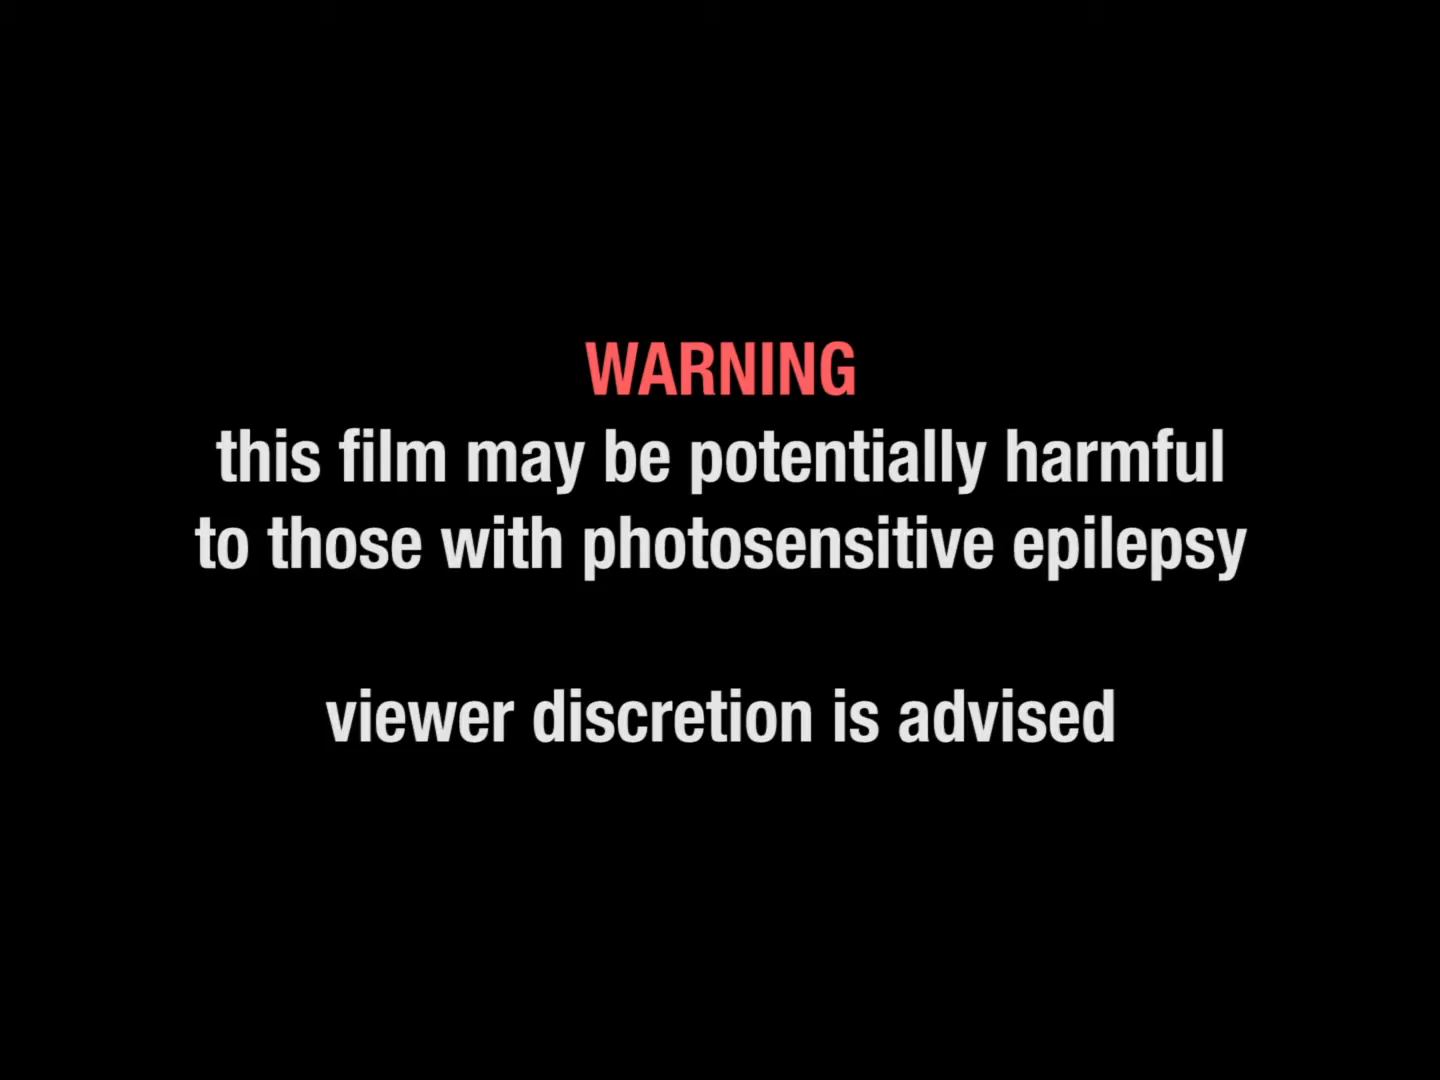 WARNING
this film may be potentially harmful
to those with photosensitive epilepsy
viewer discretion is advised